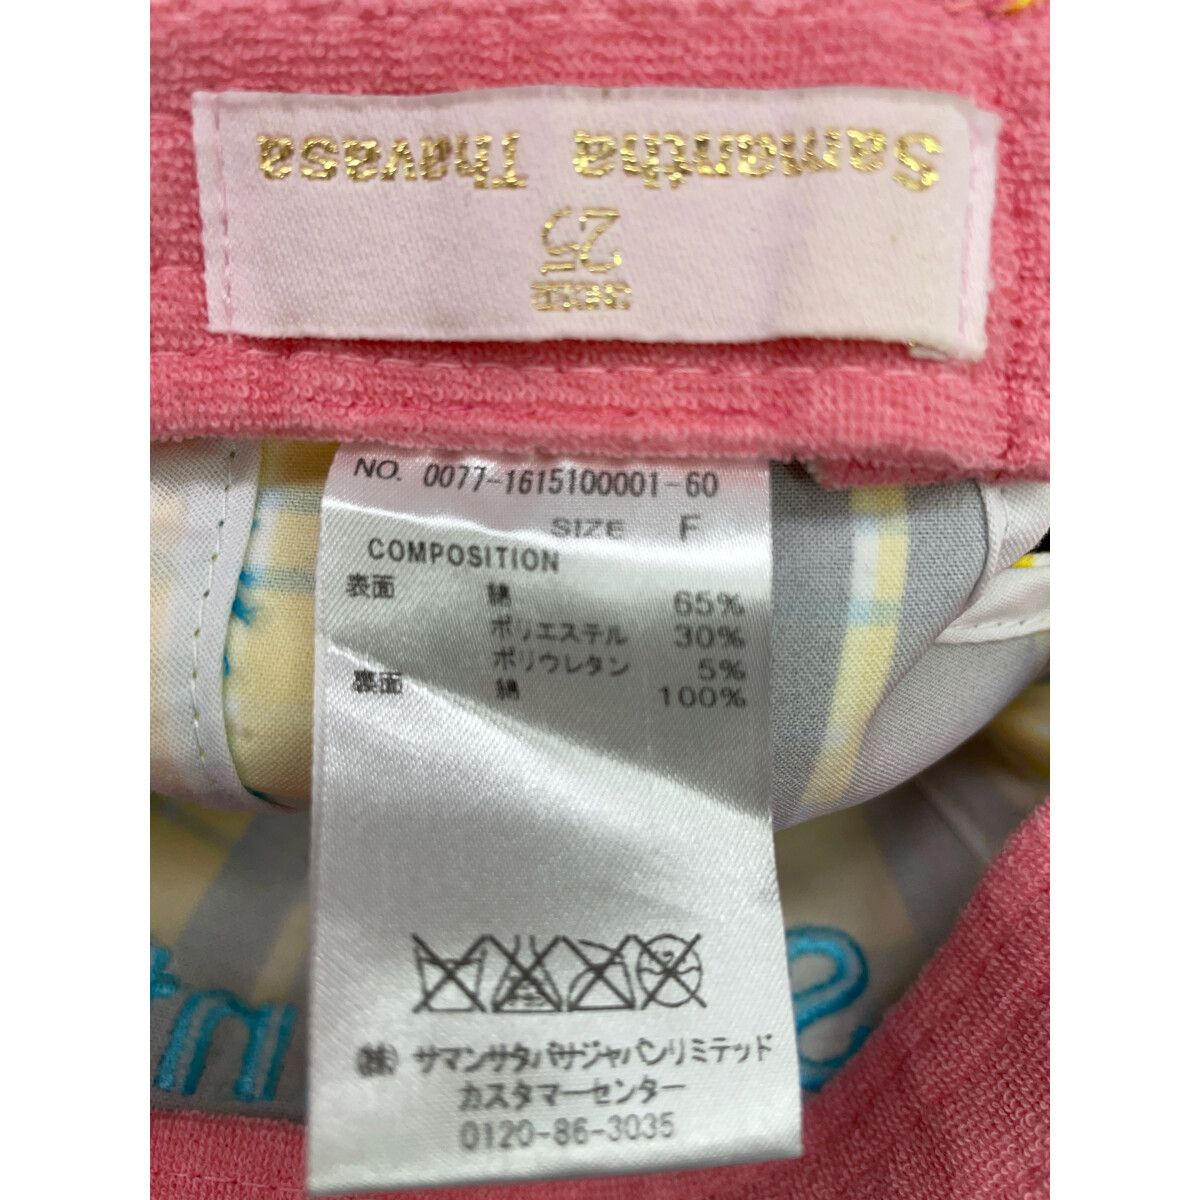 Samantha Thavasa
UNDER
25
NO. 0077-1615100001-60
SIZE F
COMPOSITION
表面 綿 65%
ポリエステル 30%
ポリウレタン 5%
裏面 綿 100%
(株) サマンサタバサジャパンリミテッド
カスタマーセンター
0120-86-3035